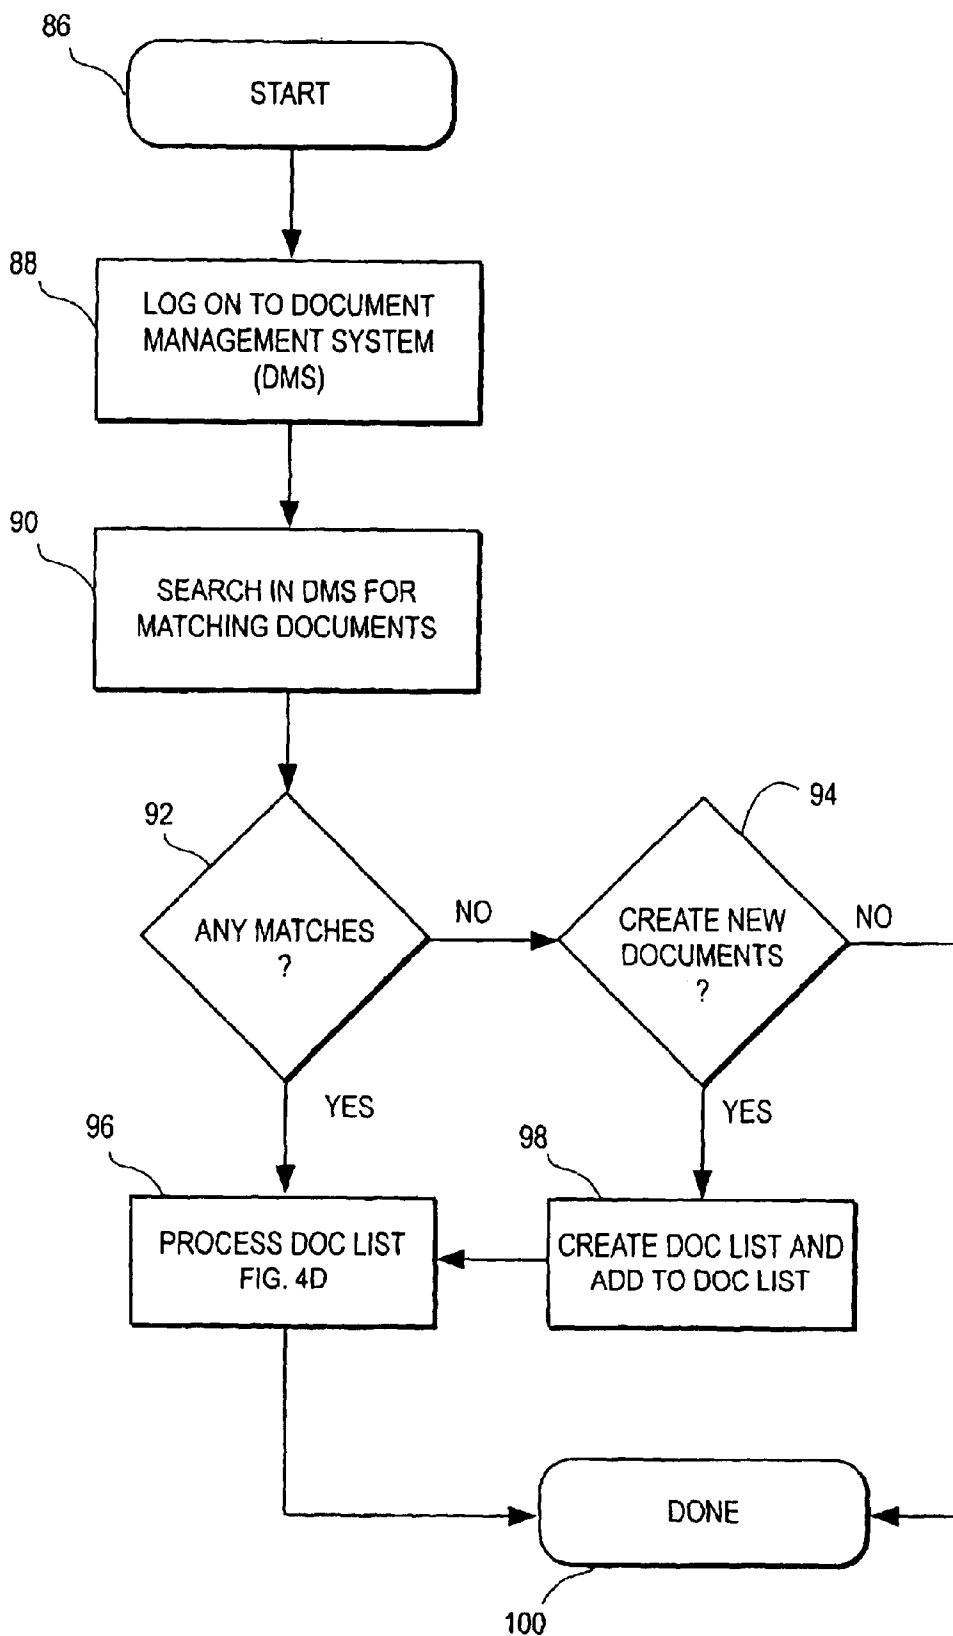 86
START
88
LOG ON TO DOCUMENT
MANAGEMENT SYSTEM
(DMS)
90
SEARCH IN DMS FOR
MATCHING DOCUMENTS
92
ANY MATCHES
?
NO
94
CREATE NEW
DOCUMENTS
?
NO
YES
YES
96
PROCESS DOC LIST
FIG. 4D
98
CREATE DOC LIST AND
ADD TO DOC LIST
DONE
100